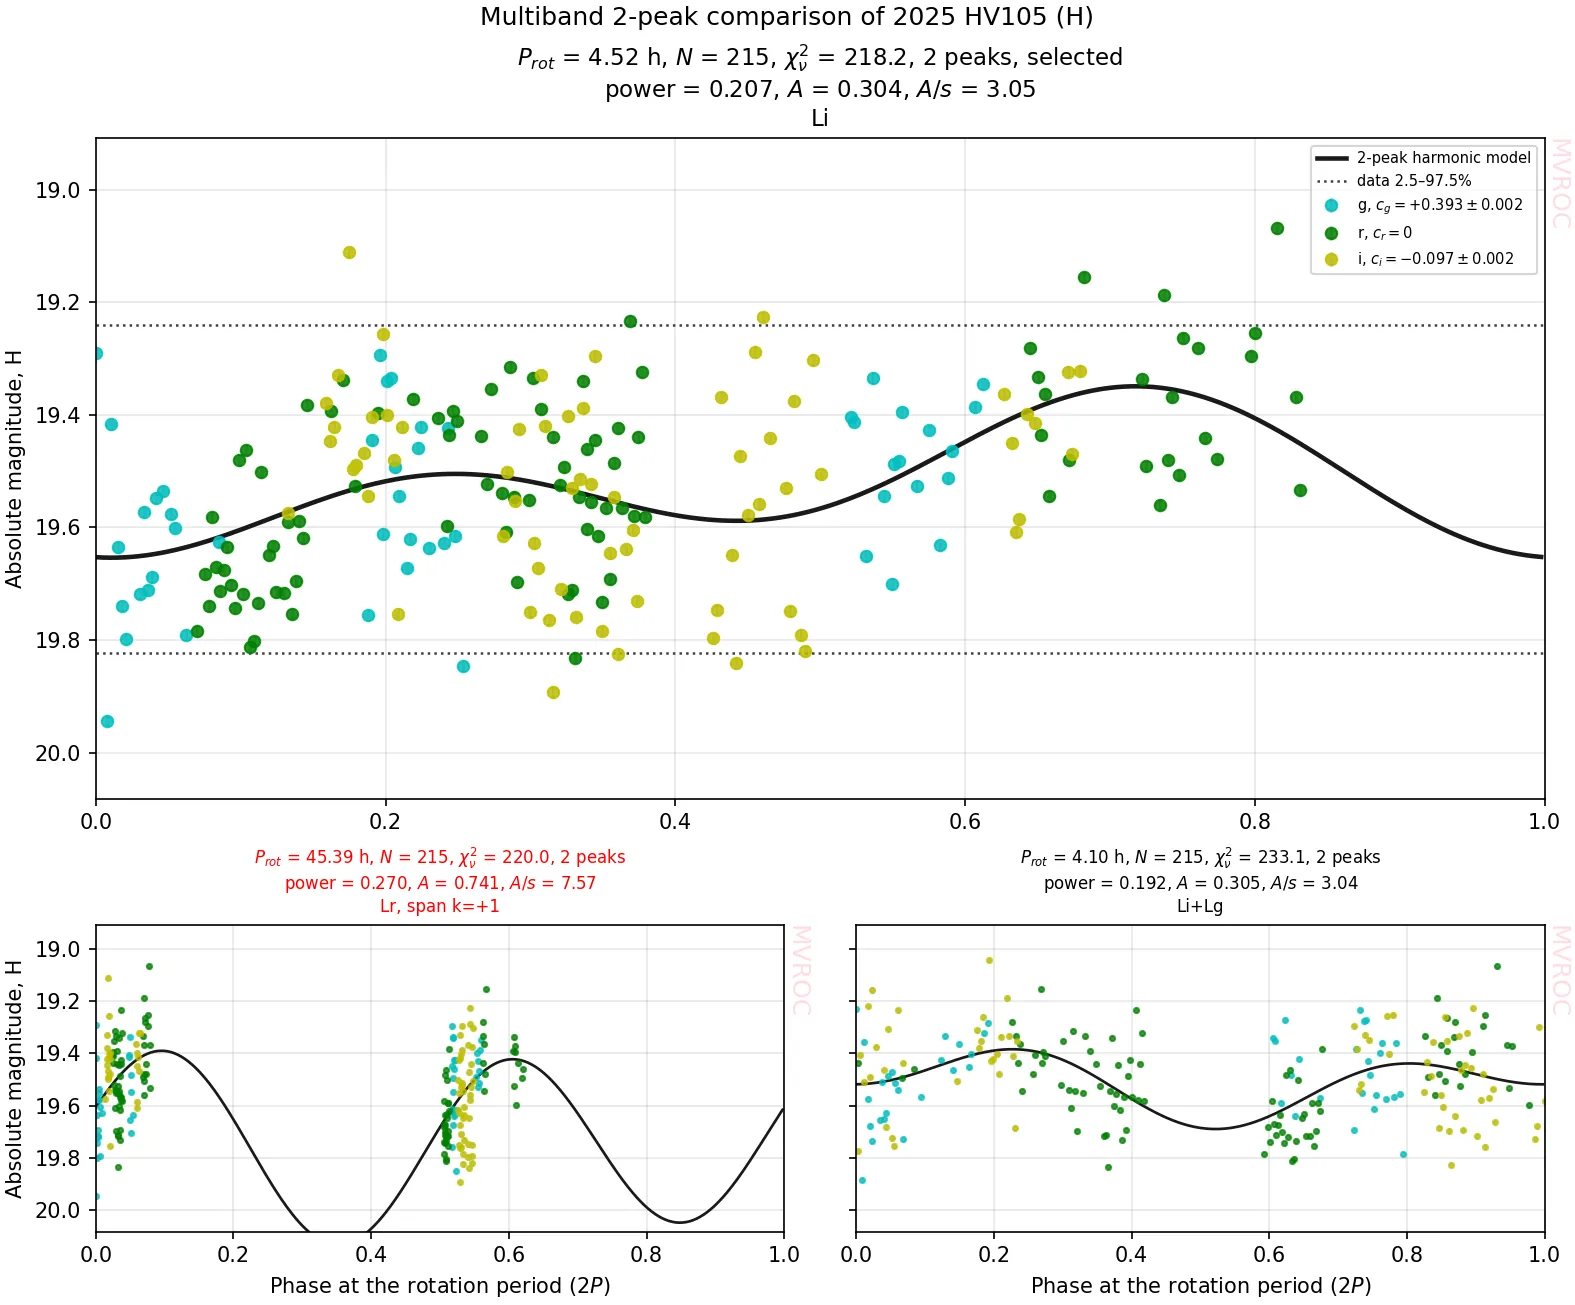 Multiband 2-peak comparison of 2025 HV105 (H)
P_rot = 4.52 h, N = 215, χ²_ν = 218.2, 2 peaks, selected
power = 0.207, A = 0.304, A/s = 3.05
Li
2-peak harmonic model
data 2.5–97.5%
g, c_g = +0.393 ± 0.002
r, c_r = 0
i, c_i = −0.097 ± 0.002
MVROC
Absolute magnitude, H
19.0
19.2
19.4
19.6
19.8
20.0
0.0 0.2 0.4 0.6 0.8 1.0
P_rot = 45.39 h, N = 215, χ²_ν = 220.0, 2 peaks
power = 0.270, A = 0.741, A/s = 7.57
Lr, span k=+1
MVROC
Absolute magnitude, H
19.0
19.2
19.4
19.6
19.8
20.0
0.0 0.2 0.4 0.6 0.8 1.0
Phase at the rotation period (2P)
P_rot = 4.10 h, N = 215, χ²_ν = 233.1, 2 peaks
power = 0.192, A = 0.305, A/s = 3.04
Li+Lg
MVROC
0.0 0.2 0.4 0.6 0.8 1.0
Phase at the rotation period (2P)